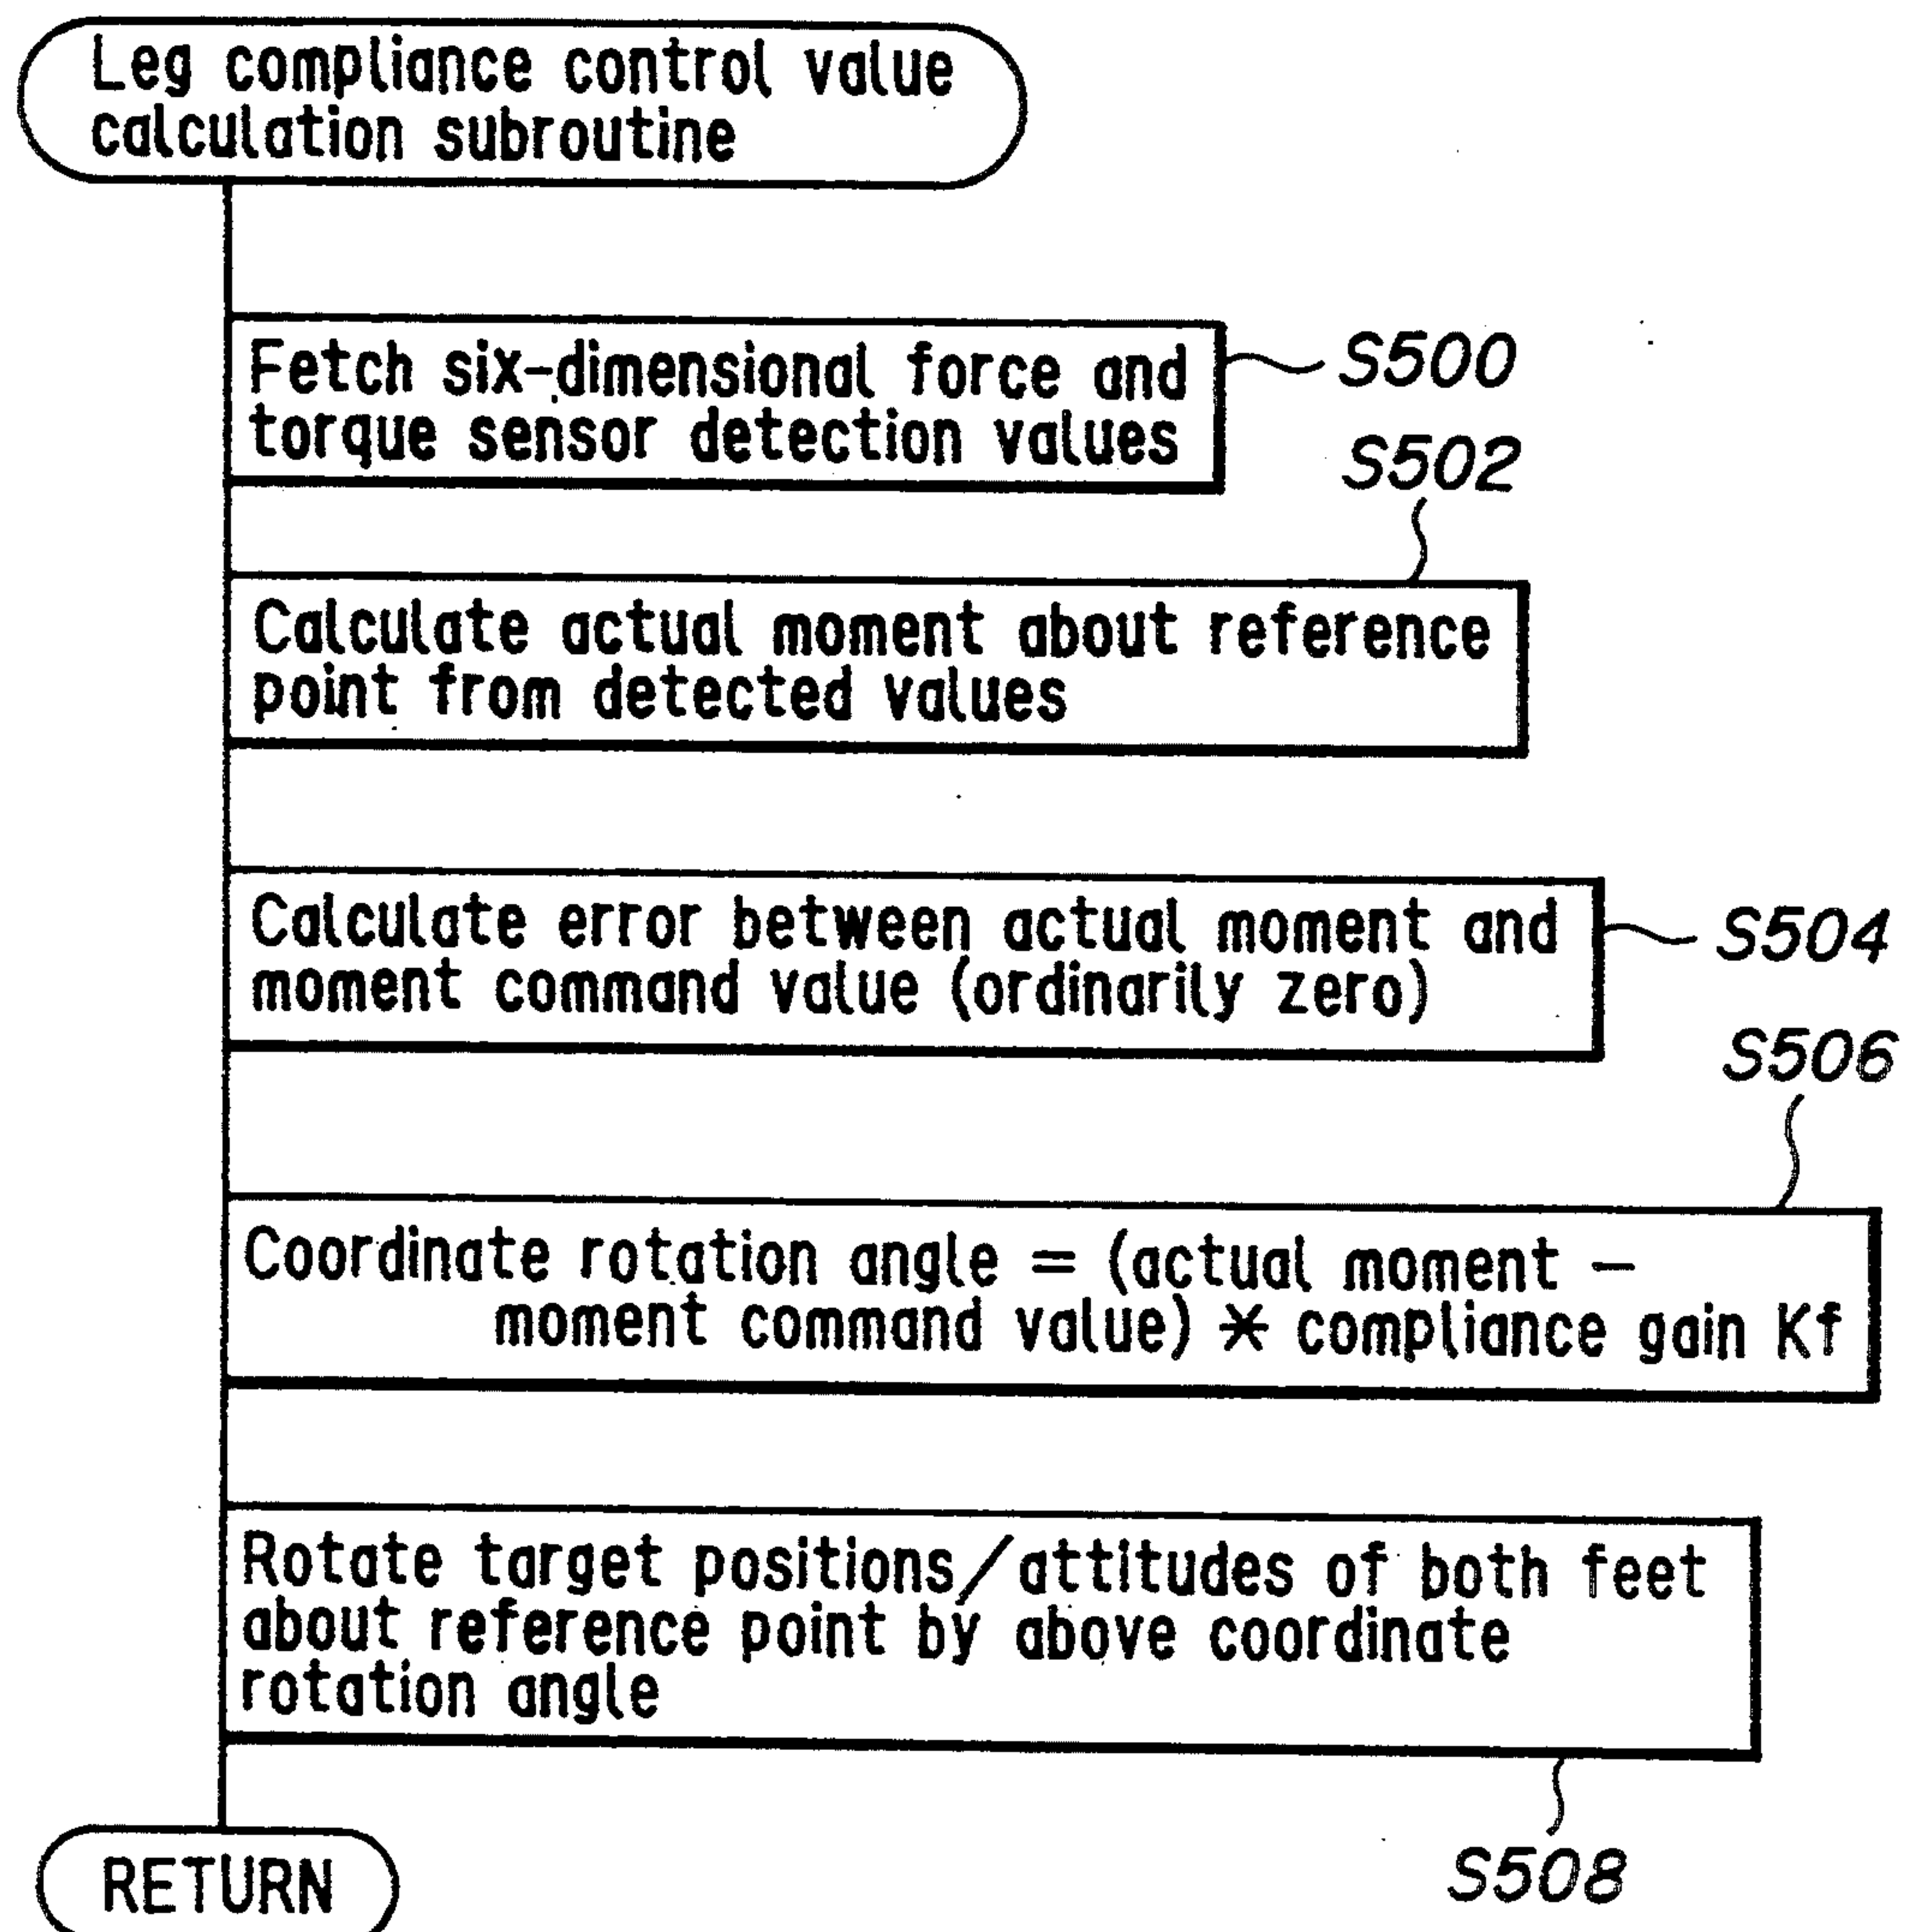 Leg compliance control value
calculation subroutine
Fetch six-dimensional force and
torque sensor detection values
S500
S502
Calculate actual moment about reference
point from detected values
Calculate error between actual moment and
moment command value (ordinarily zero)
S504
S506
Coordinate rotation angle = (actual moment –
moment command value) * compliance gain Kf
Rotate target positions/attitudes of both feet
about reference point by above coordinate
rotation angle
S508
RETURN